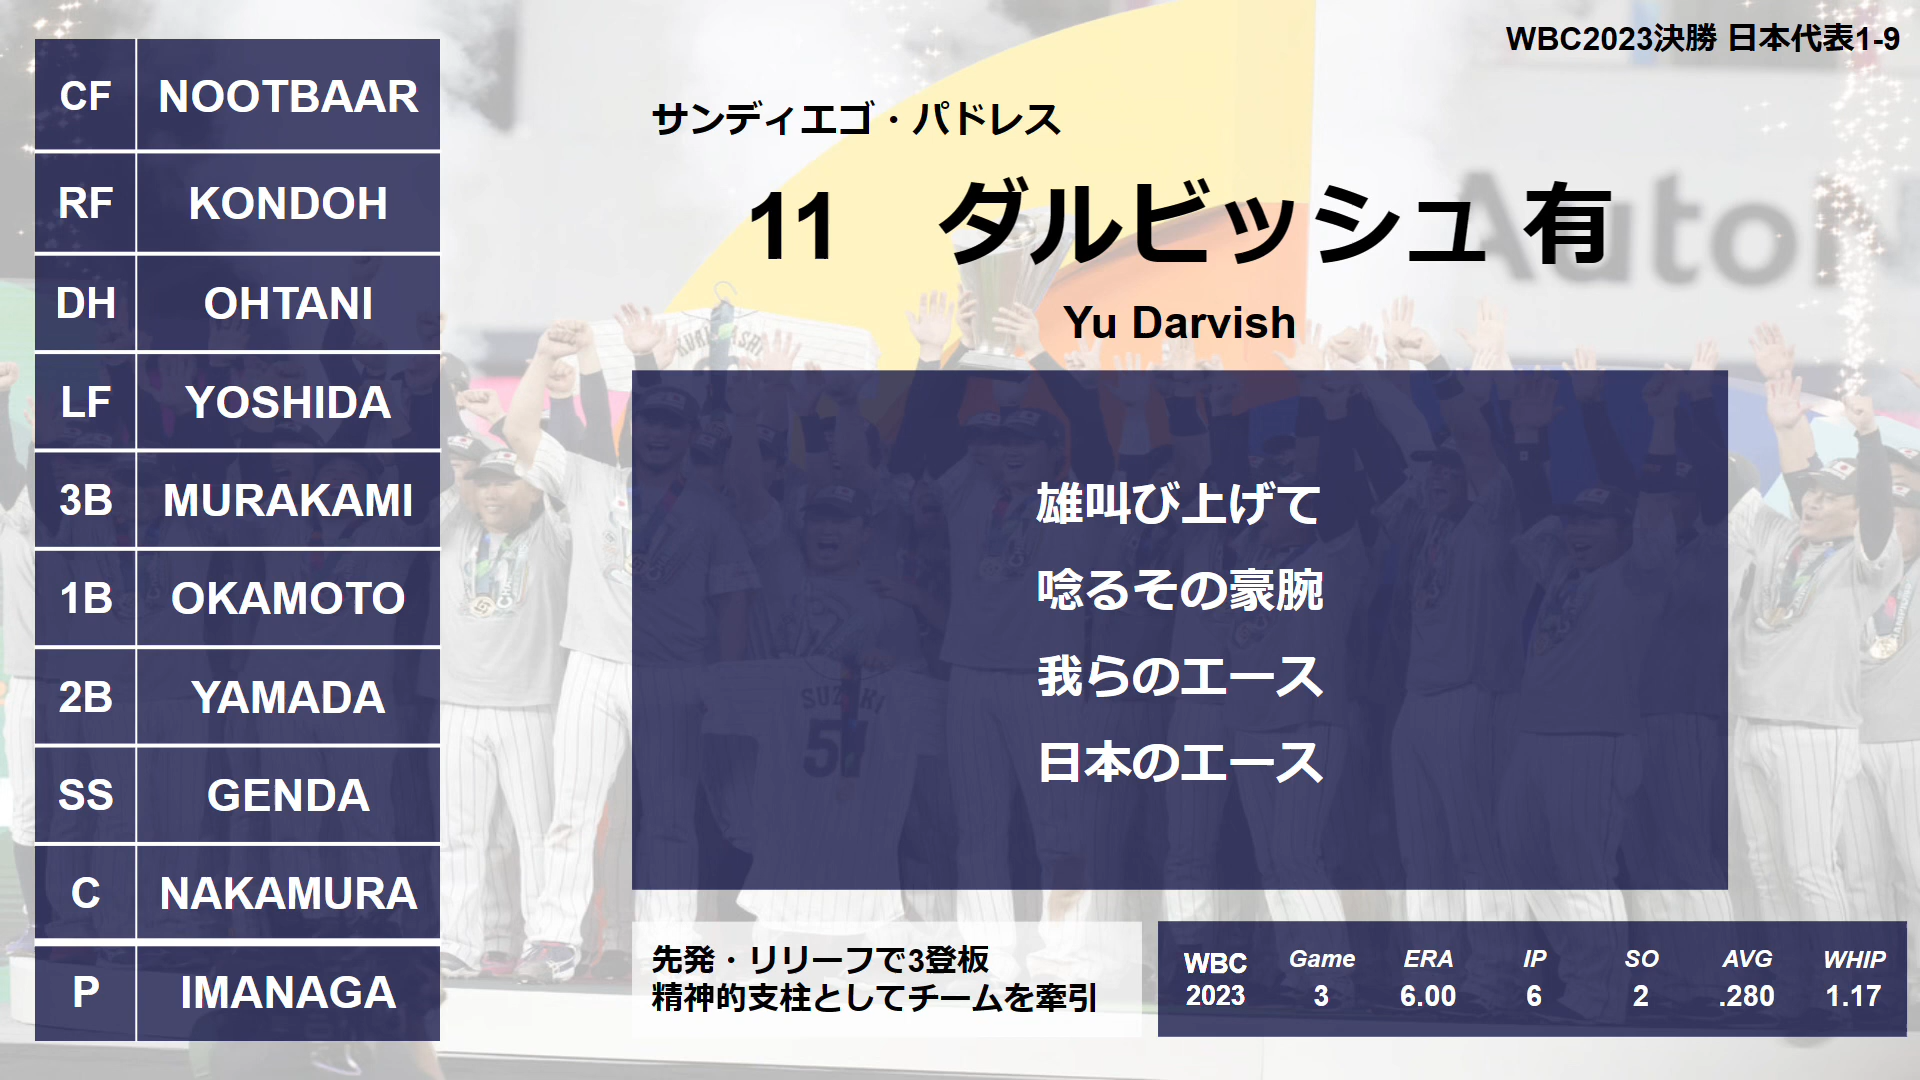 WBC2023決勝 日本代表1-9
CF NOOTBAAR
RF KONDOH
DH OHTANI
LF YOSHIDA
3B MURAKAMI
1B OKAMOTO
2B YAMADA
SS GENDA
C NAKAMURA
P IMANAGA
サンディエゴ・パドレス
11 ダルビッシュ 有
Yu Darvish
雄叫び上げて
唸るその豪腕
我らのエース
日本のエース
先発・リリーフで3登板
精神的支柱としてチームを牽引
WBC 2023
Game ERA IP SO AVG WHIP
3 6.00 6 2 .280 1.17
Auto
SUZUKI
51